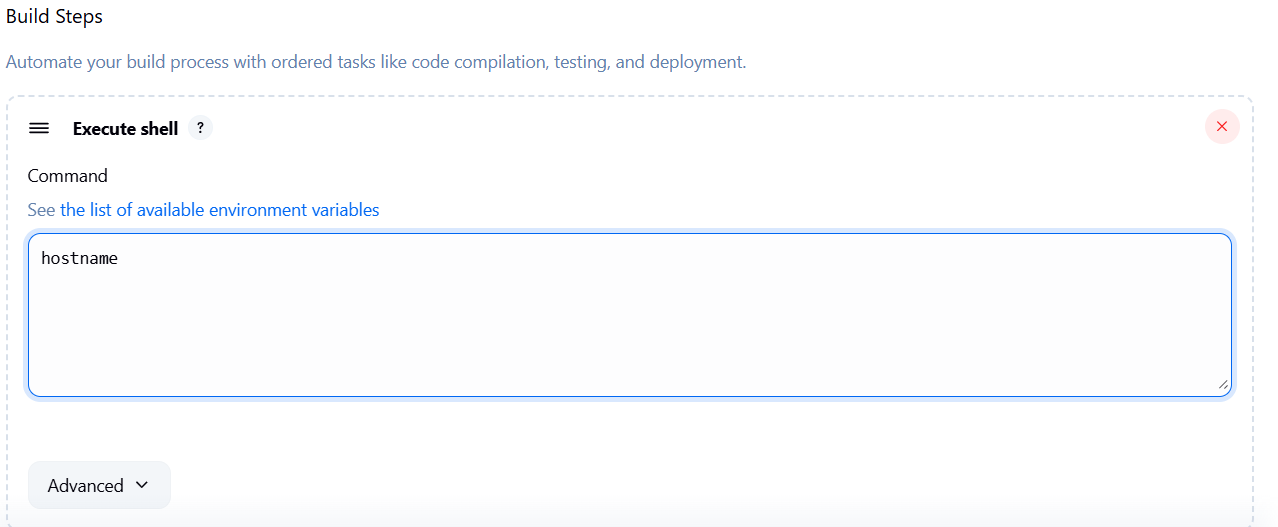 Build Steps
Automate your build process with ordered tasks like code compilation, testing, and deployment.
Execute shell ?
Command
See the list of available environment variables
hostname
Advanced